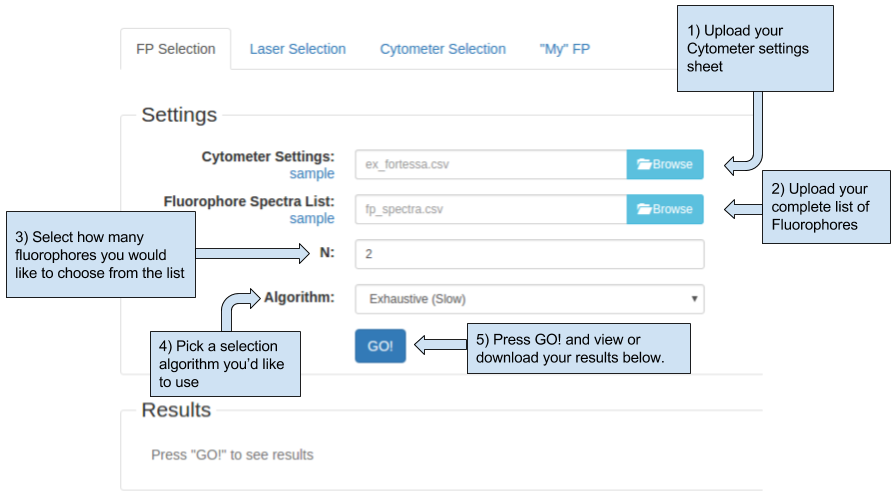 1) Upload your
Cytometer settings
sheet
FP Selection
Laser Selection
Cytometer Selection
"My" FP
Settings
Cytometer Settings:
sample
ex_fortessa.csv
Browse
2) Upload your
complete list of
Fluorophores
Fluorophore Spectra List:
sample
fp_spectra.csv
Browse
3) Select how many
fluorophores you would
like to choose from the list
N:
2
Algorithm:
Exhaustive (Slow)
4) Pick a selection
algorithm you'd like
to use
GO!
5) Press GO! and view or
download your results below.
Results
Press "GO!" to see results